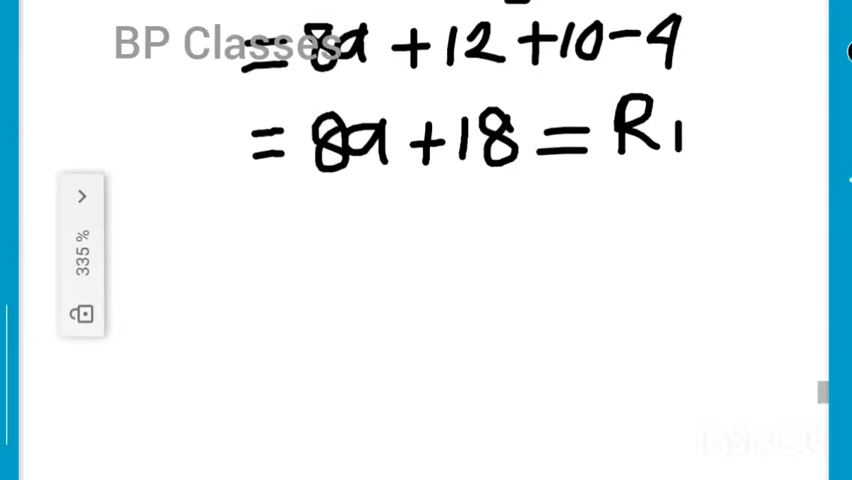 BP Classes
= 8a + 12 + 10 - 4
= 8a + 18 = R1
335 %